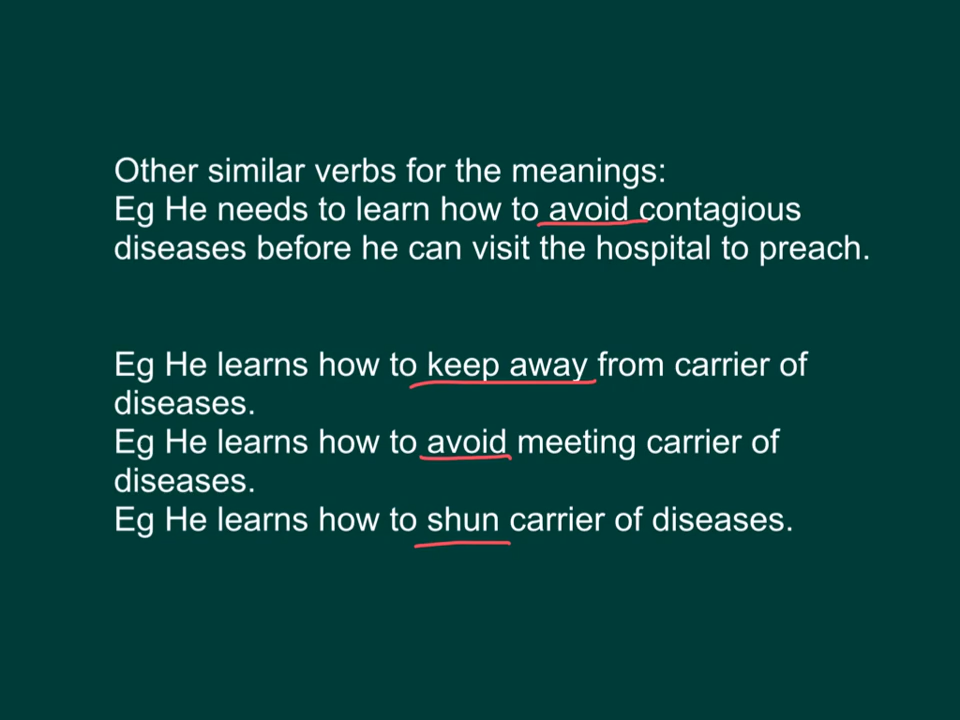 Other similar verbs for the meanings:
Eg He needs to learn how to avoid contagious
diseases before he can visit the hospital to preach.
Eg He learns how to keep away from carrier of
diseases.
Eg He learns how to avoid meeting carrier of
diseases.
Eg He learns how to shun carrier of diseases.